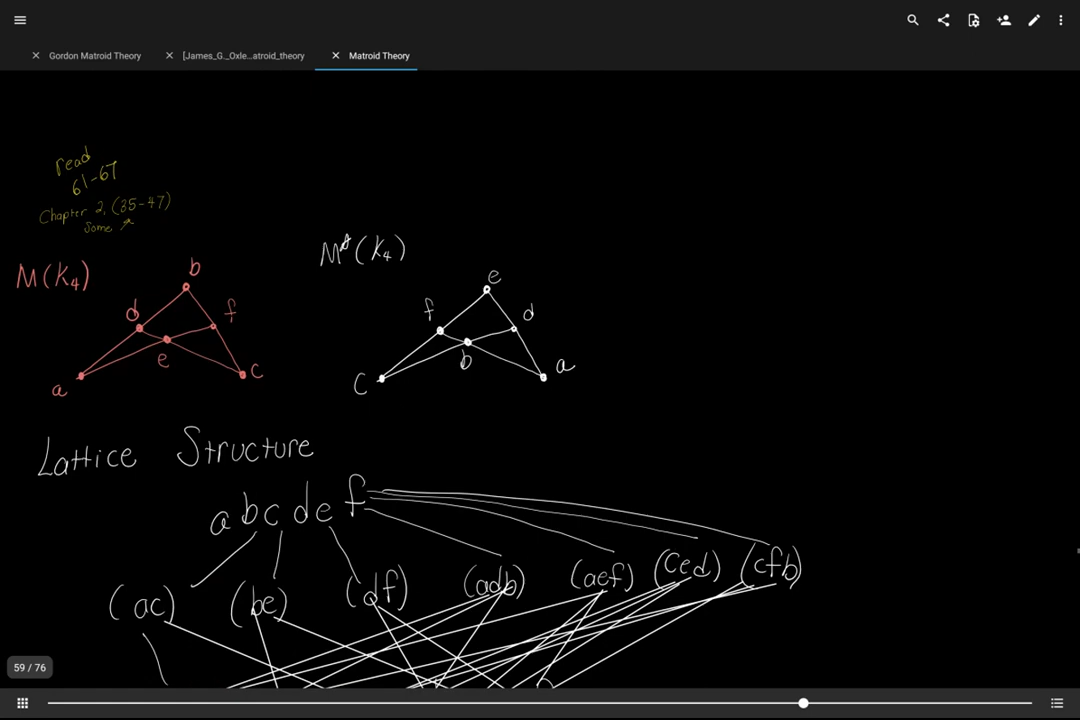 Gordon Matroid Theory
[James_G._Oxle...atroid_theory
Matroid Theory
read
61-67
Chapter 2, (35-47)
Some
M(K4)
b
d
f
e
a
c
M*(K4)
e
f
d
b
c
a
Lattice Structure
abcdef
(ac) (be) (df) (adb) (aef) (ced) (cfb)
59 / 76